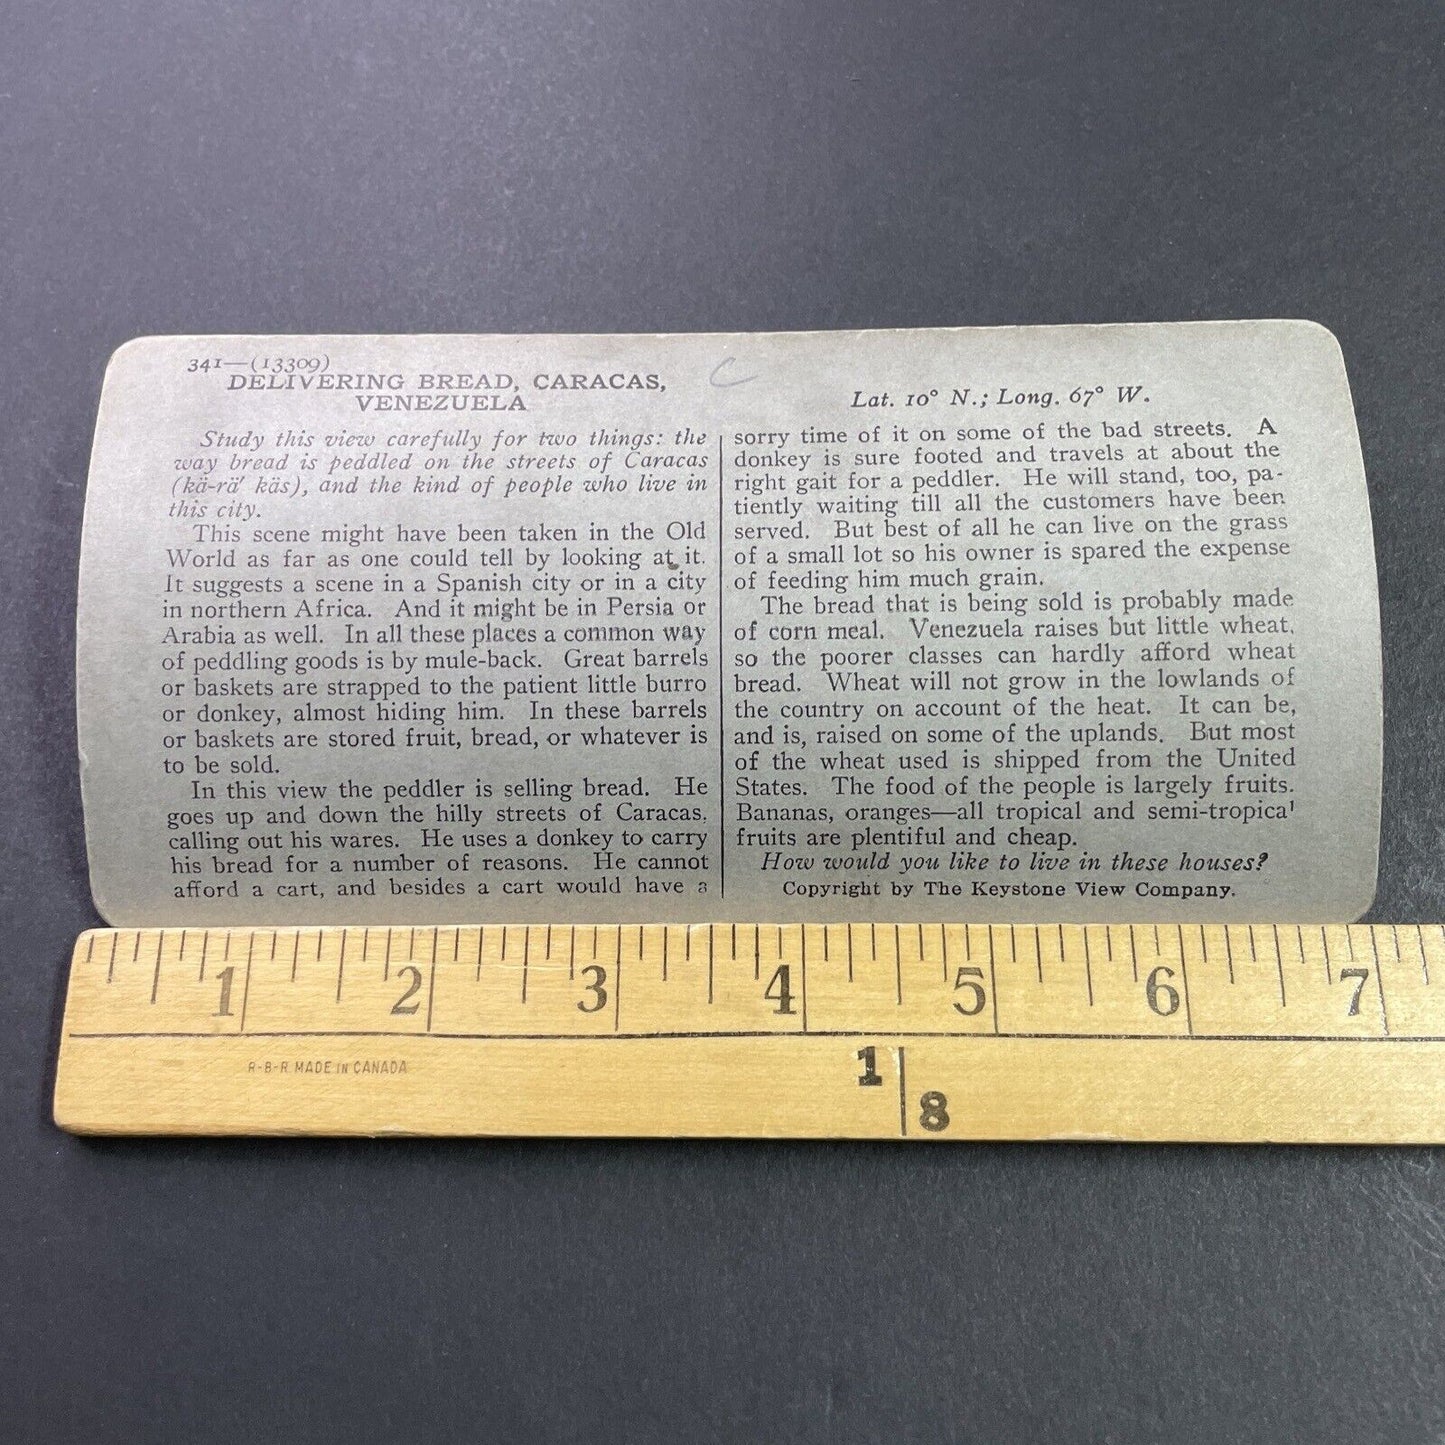 341—(13309)
DELIVERING BREAD, CARACAS,
VENEZUELA
Study this view carefully for two things: the
way bread is peddled on the streets of Caracas
(kä-rä′ käs), and the kind of people who live in
this city.
This scene might have been taken in the Old
World as far as one could tell by looking at it.
It suggests a scene in a Spanish city or in a city
in northern Africa. And it might be in Persia or
Arabia as well. In all these places a common way
of peddling goods is by mule-back. Great barrels
or baskets are strapped to the patient little burro
or donkey, almost hiding him. In these barrels
or baskets are stored fruit, bread, or whatever is
to be sold.
In this view the peddler is selling bread. He
goes up and down the hilly streets of Caracas,
calling out his wares. He uses a donkey to carry
his bread for a number of reasons. He cannot
afford a cart, and besides a cart would have a
C
Lat. 10° N.; Long. 67° W.
sorry time of it on some of the bad streets. A
donkey is sure footed and travels at about the
right gait for a peddler. He will stand, too, pa-
tiently waiting till all the customers have been
served. But best of all he can live on the grass
of a small lot so his owner is spared the expense
of feeding him much grain.
The bread that is being sold is probably made
of corn meal. Venezuela raises but little wheat,
so the poorer classes can hardly afford wheat
bread. Wheat will not grow in the lowlands of
the country on account of the heat. It can be,
and is, raised on some of the uplands. But most
of the wheat used is shipped from the United
States. The food of the people is largely fruits.
Bananas, oranges—all tropical and semi-tropical
fruits are plentiful and cheap.
How would you like to live in these houses?
Copyright by The Keystone View Company.
1 2 3 4 5 6 7
R-B-R MADE IN CANADA
1 8